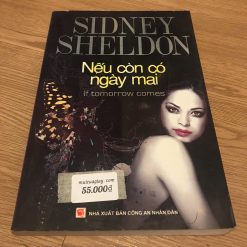 SIDNEY
SHELDON
Nếu còn có
ngày mai
If tomorrow comes
55.000đ
NHÀ XUẤT BẢN CÔNG AN NHÂN DÂN